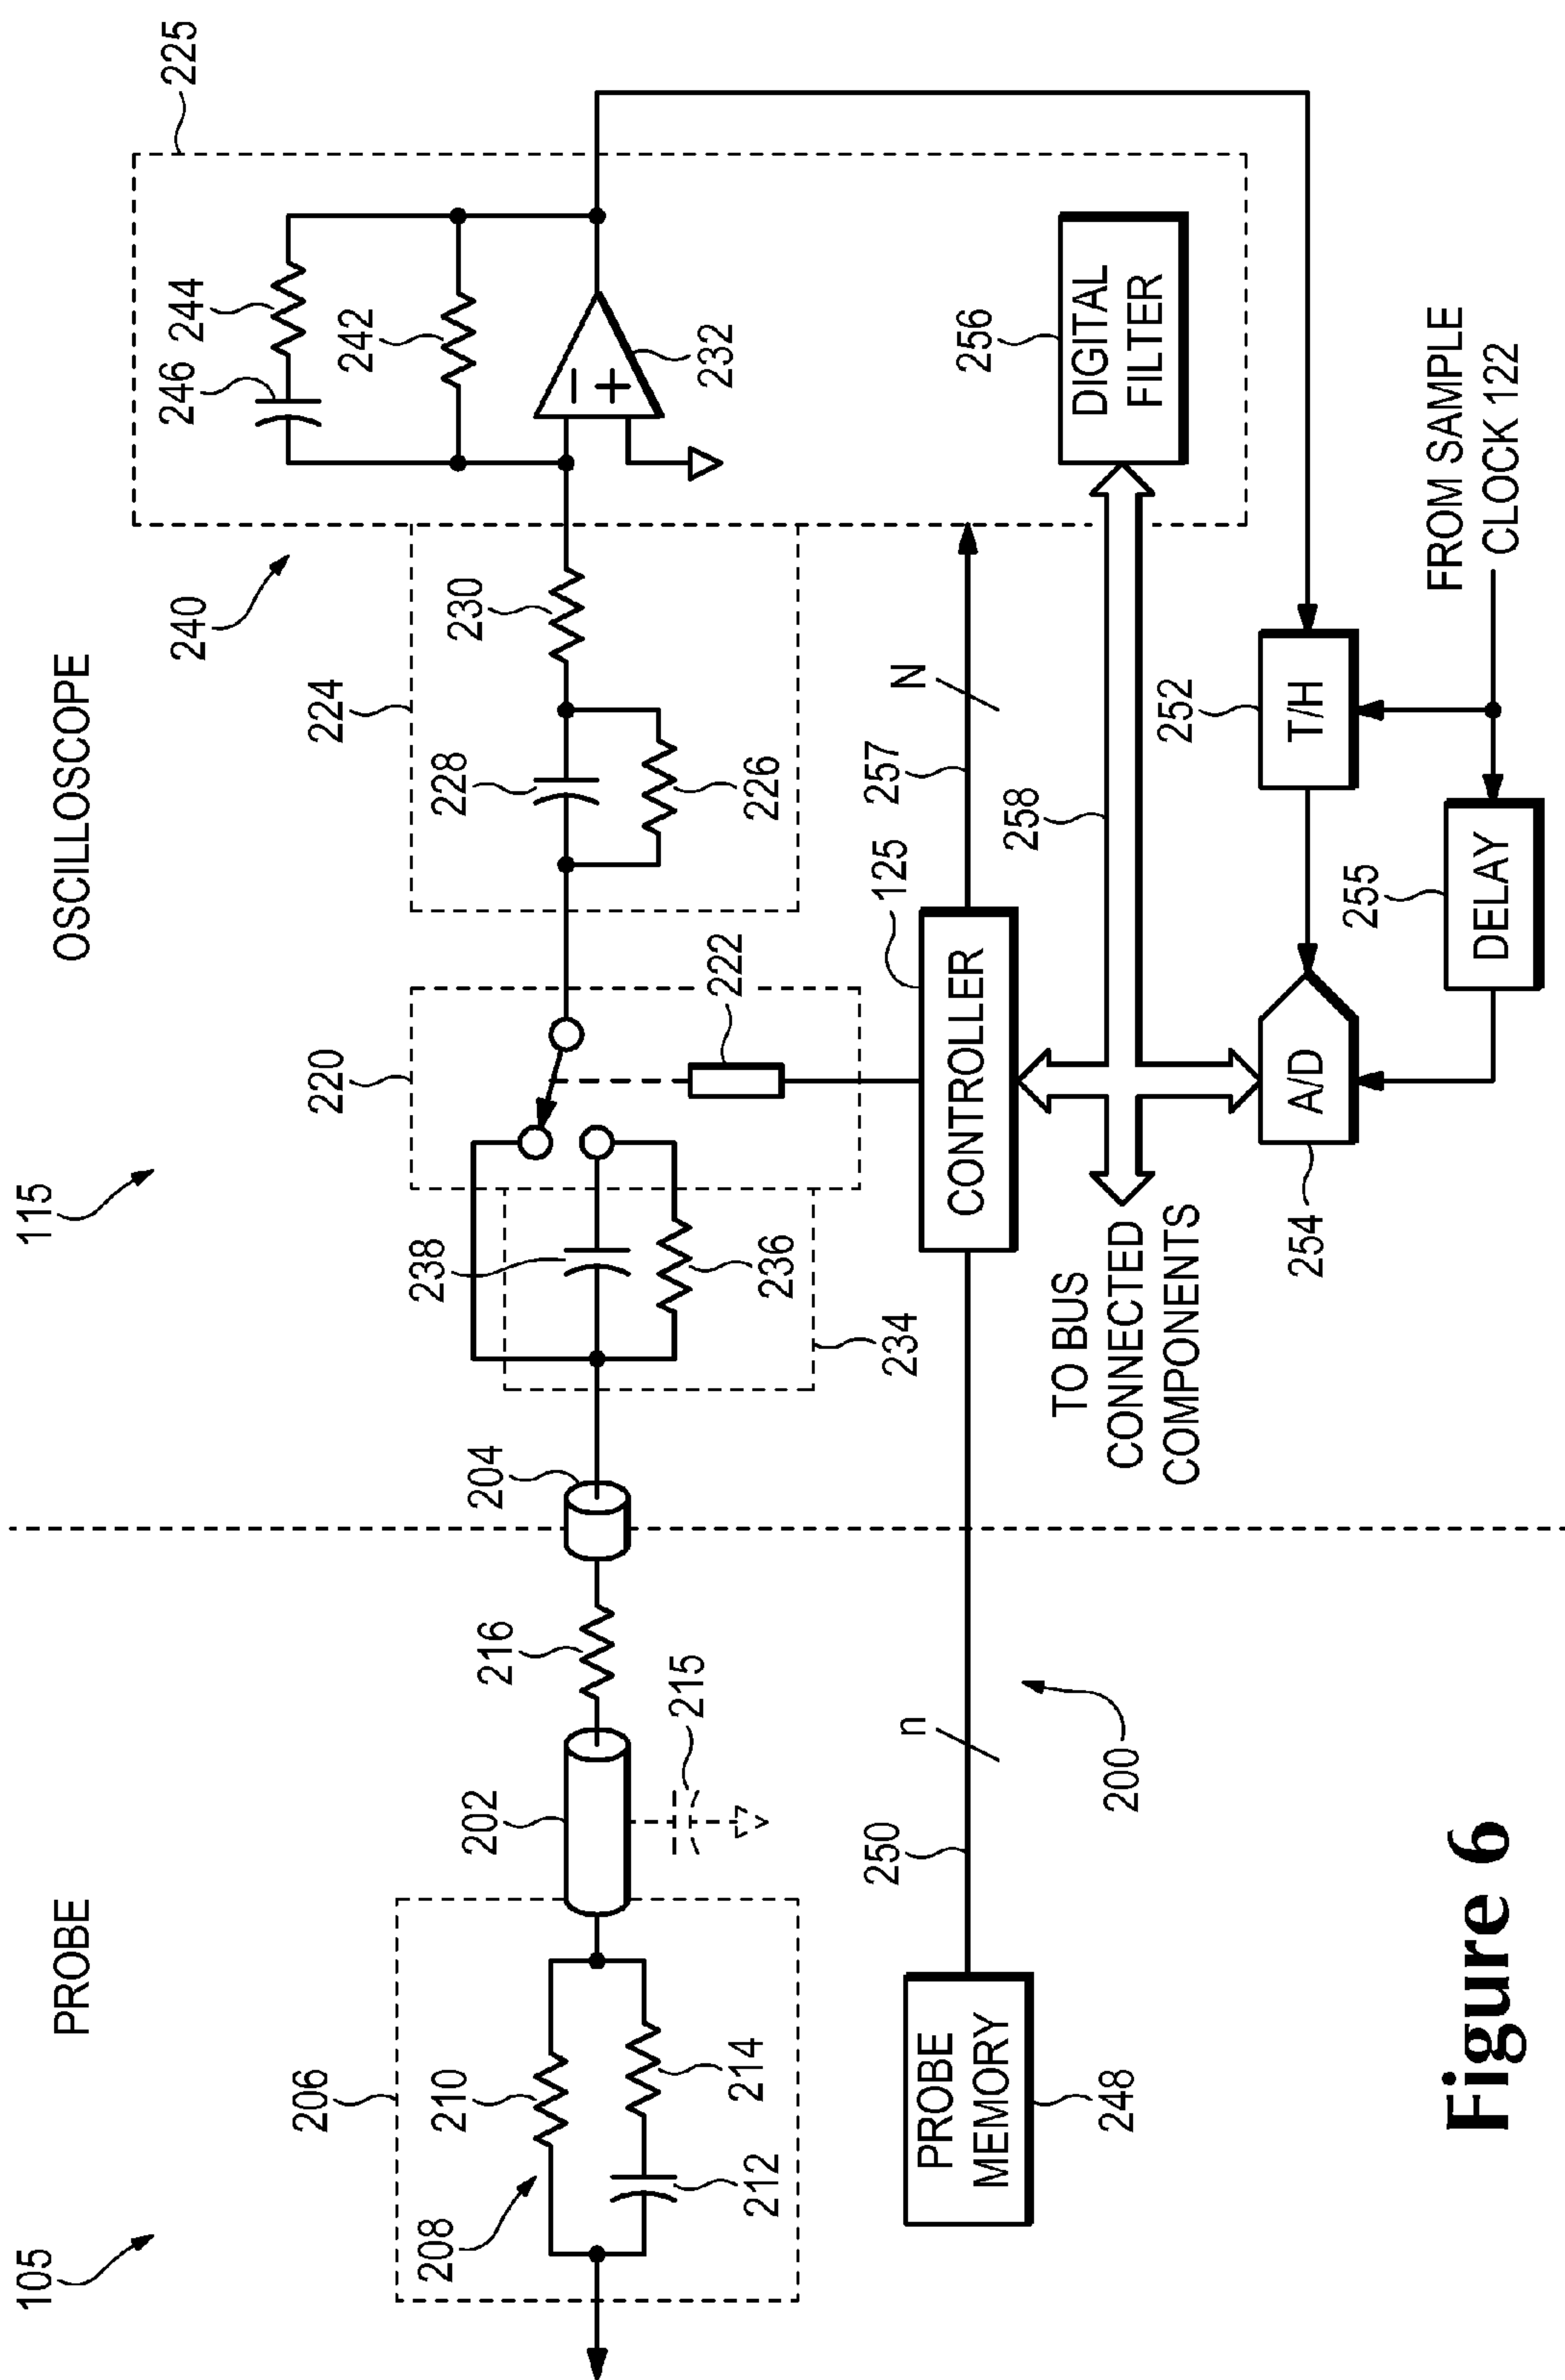 105
PROBE
115
OSCILLOSCOPE
206
208
210
212
214
202
215
216
204
220
222
224
240
225
238
236
234
228
226
230
246
244
242
−
+
232
PROBE
MEMORY
248
250
n
200
CONTROLLER
125
257
N
258
DIGITAL
FILTER
256
TO BUS
CONNECTED
COMPONENTS
A/D
254
T/H
252
DELAY
255
FROM SAMPLE
CLOCK 122
Figure 6